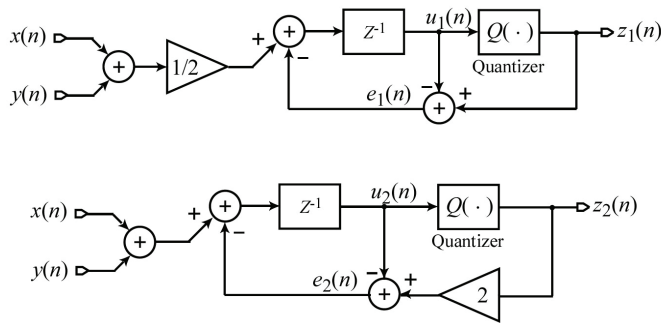 x(n)
y(n)
+
1/2
+
+
−
Z-1
u1(n)
Q( · )
Quantizer
z1(n)
e1(n)
−
+
+
x(n)
y(n)
+
+
+
−
Z-1
u2(n)
Q( · )
Quantizer
z2(n)
e2(n)
−
+
+
2